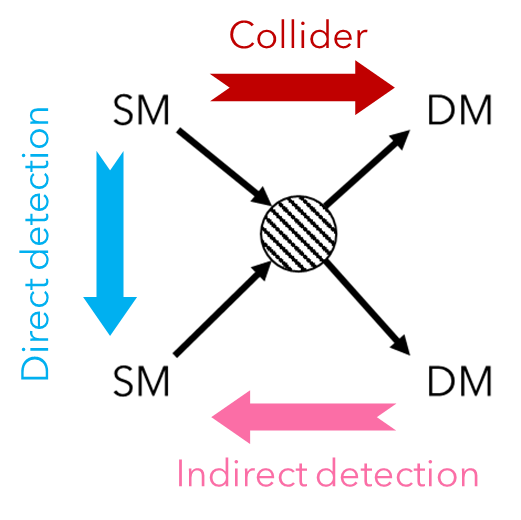 Collider
SM
DM
Direct detection
SM
DM
Indirect detection